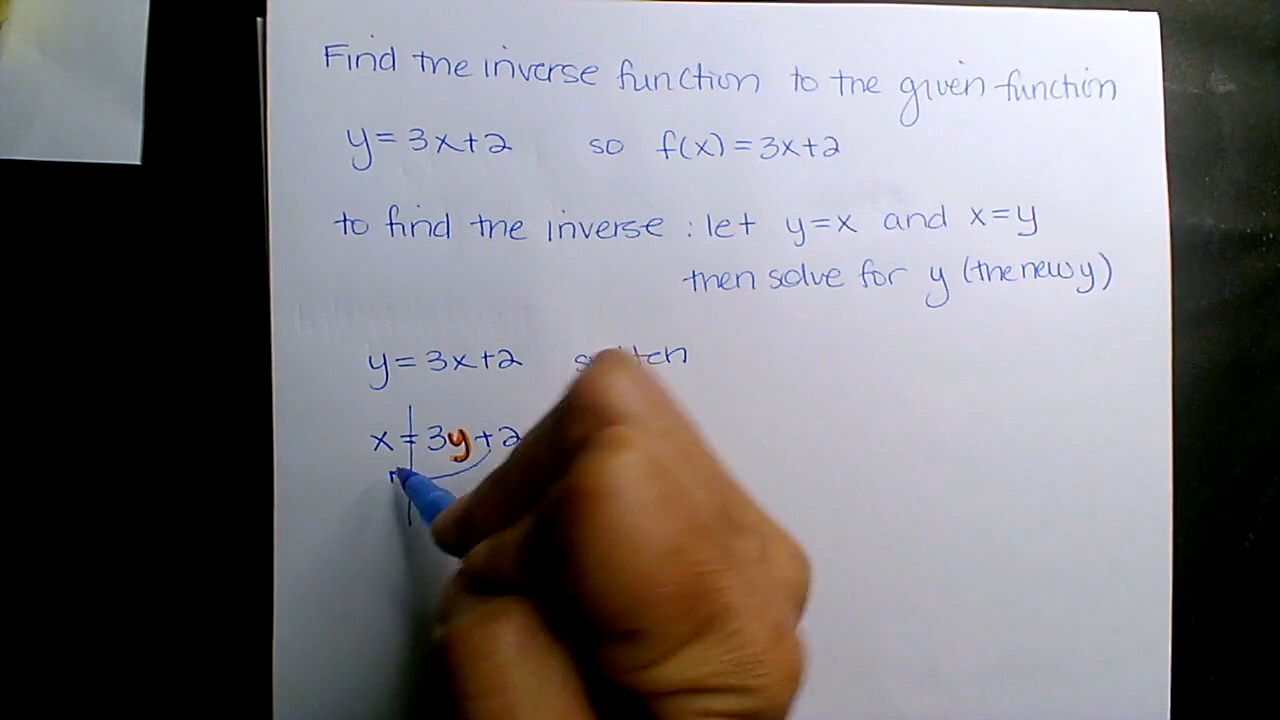 Find the inverse function to the given function
y=3x+2 so f(x)=3x+2
to find the inverse : let y=x and x=y
then solve for y (the new y)
y=3x+2
x=3y+2